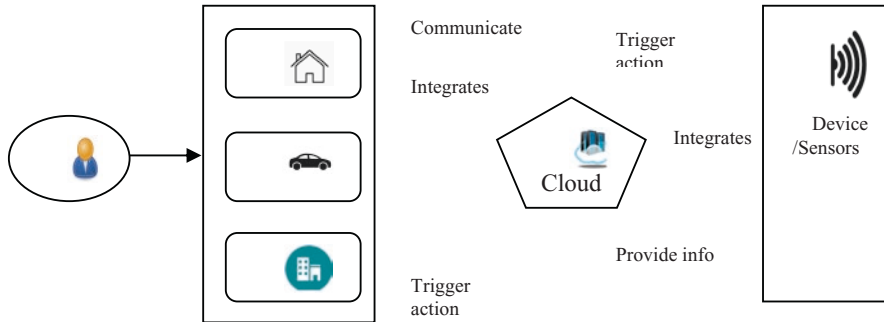 Communicate
Integrates
Trigger
action
Cloud
Trigger
action
Integrates
Provide info
Device
/Sensors